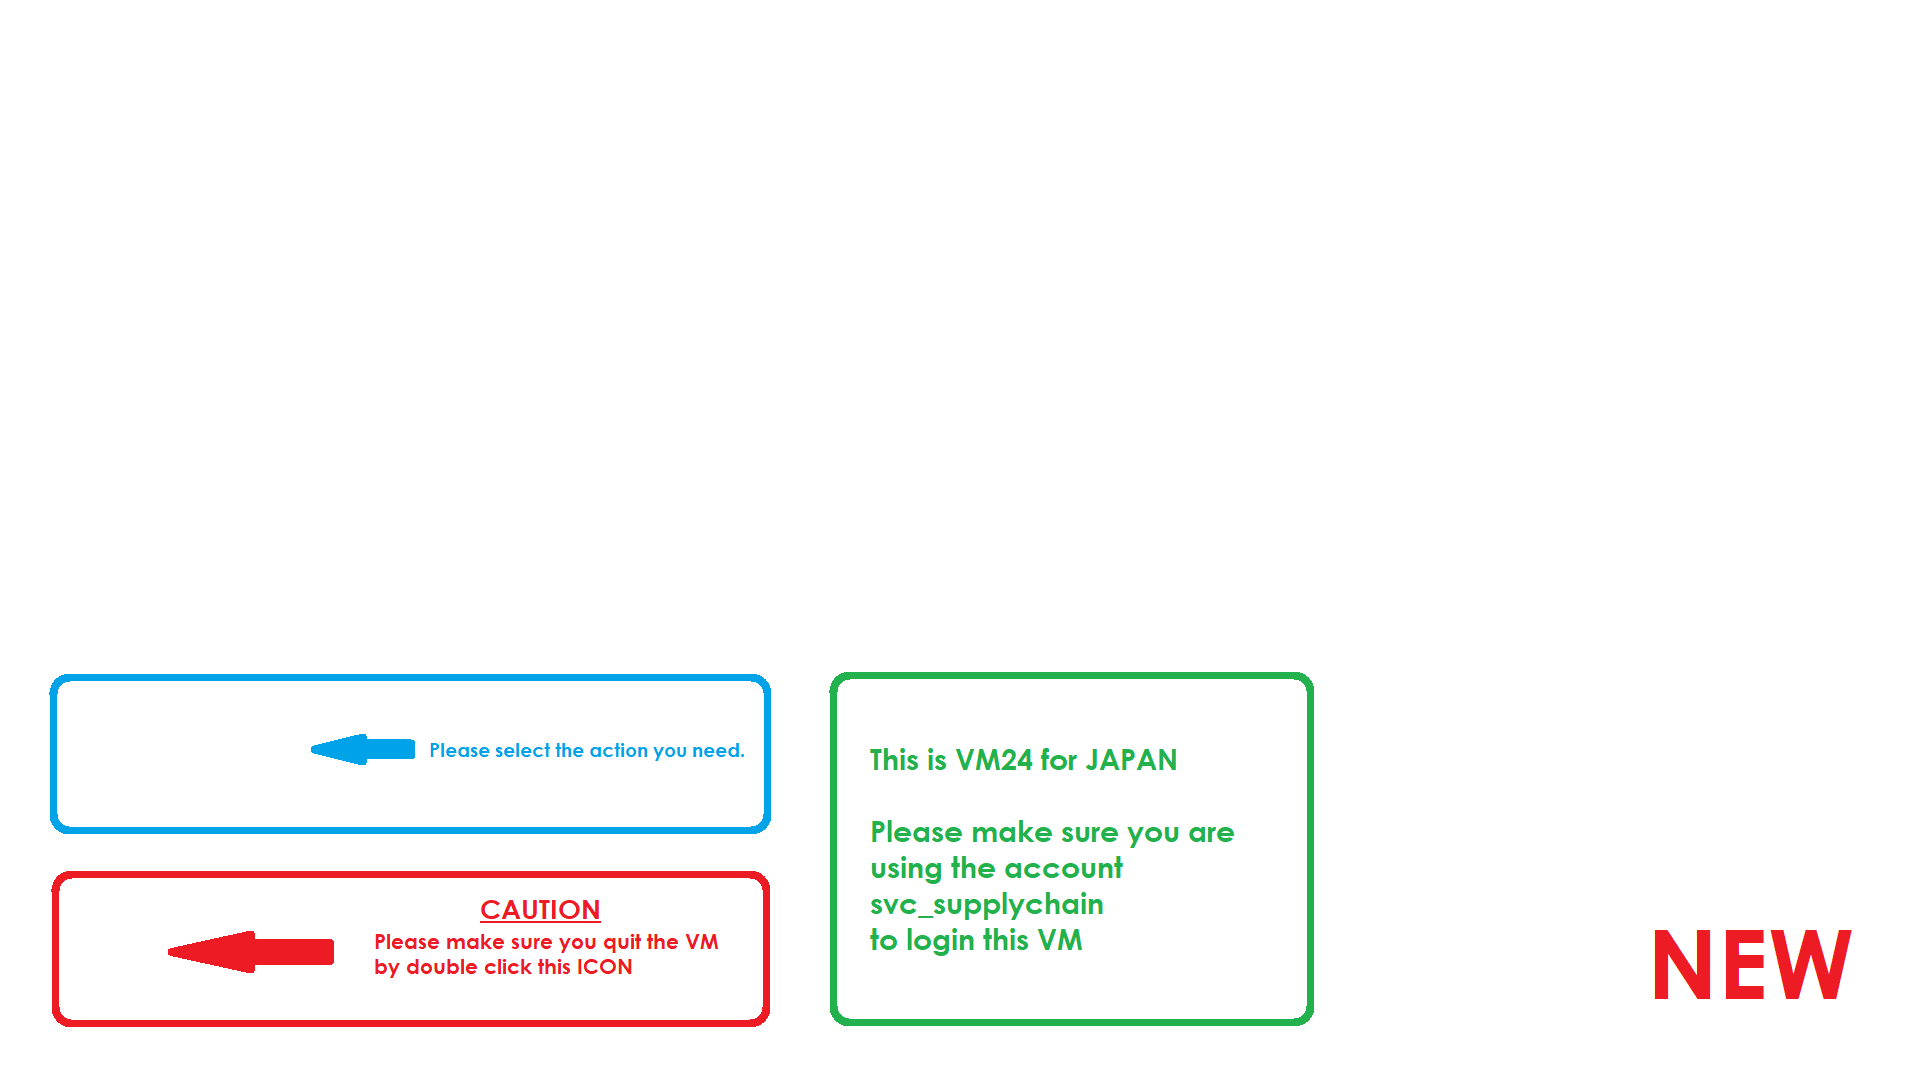 Please select the action you need.
CAUTION
Please make sure you quit the VM
by double click this ICON
This is VM24 for JAPAN
Please make sure you are
using the account
svc_supplychain
to login this VM
NEW